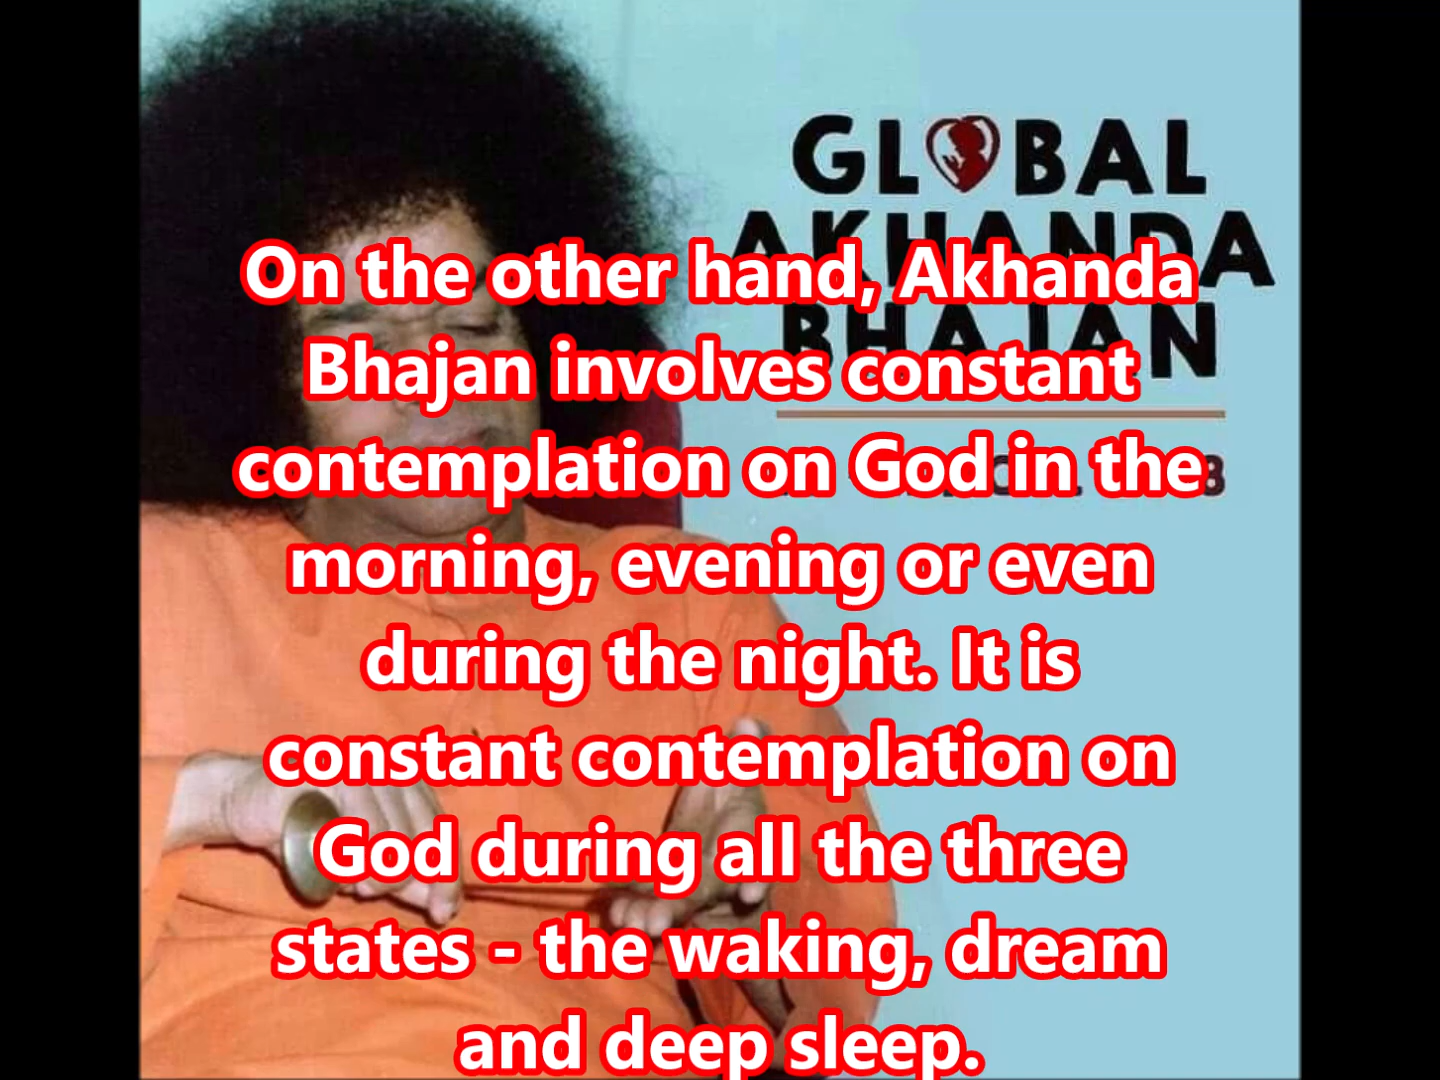 GLOBAL
AKHANDA
BHAJAN
On the other hand, Akhanda
Bhajan involves constant
contemplation on God in the
morning, evening or even
during the night. It is
constant contemplation on
God during all the three
states - the waking, dream
and deep sleep.